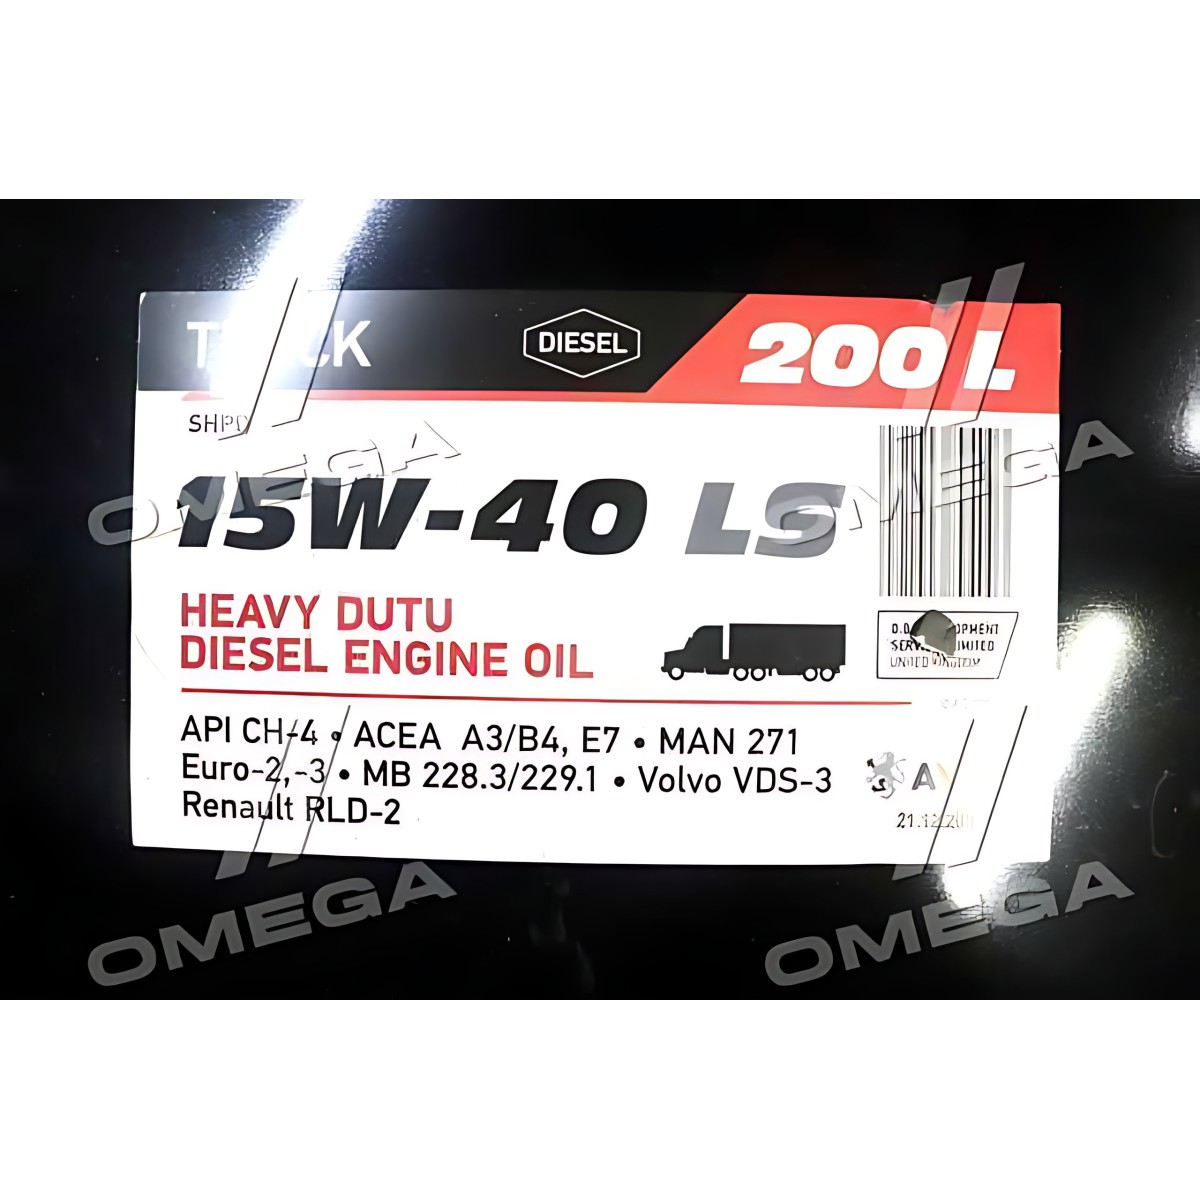 DIESEL
200 L
15W-40 LS
HEAVY DUTU
DIESEL ENGINE OIL
UNITED
API CH-4 • ACEA A3/B4, E7 • MAN 271
Euro-2,-3 • MB 228.3/229.1 • Volvo VDS-3
Renault RLD-2
OMEGA
OMEGA
OMEGA
OMEGA